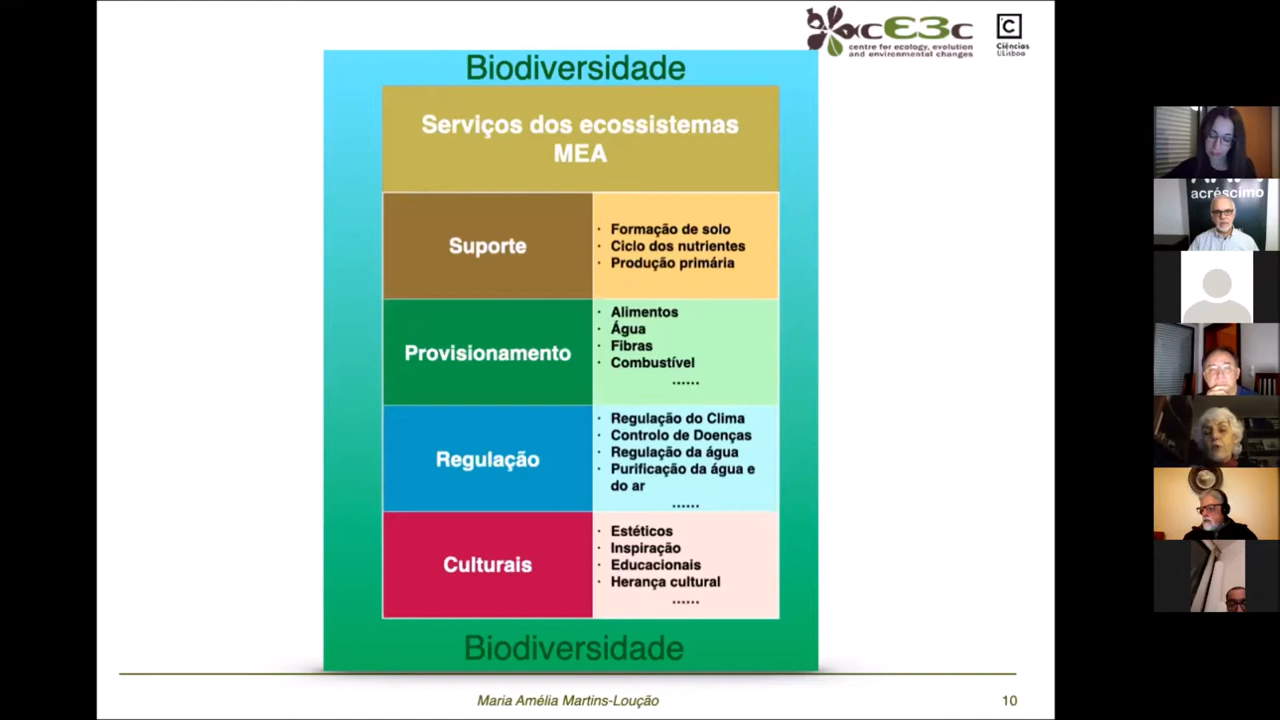 cE3c
centre for ecology, evolution
and environmental changes
C
Ciências
ULisboa
Biodiversidade
Serviços dos ecossistemas
MEA
Suporte
· Formação de solo
· Ciclo dos nutrientes
· Produção primária
Provisionamento
· Alimentos
· Água
· Fibras
· Combustível
......
Regulação
· Regulação do Clima
· Controlo de Doenças
· Regulação da água
· Purificação da água e
do ar
......
Culturais
· Estéticos
· Inspiração
· Educacionais
· Herança cultural
......
Biodiversidade
Maria Amélia Martins-Loução
10
acréscimo